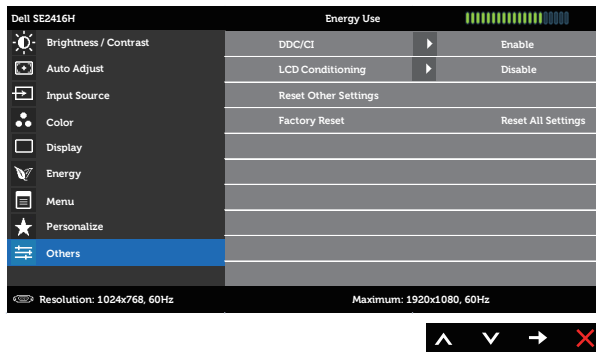 Dell SE2416H Energy Use
Brightness / Contrast DDC/CI Enable
Auto Adjust LCD Conditioning Disable
Input Source Reset Other Settings
Color Factory Reset Reset All Settings
Display
Energy
Menu
Personalize
Others
Resolution: 1024x768, 60Hz Maximum: 1920x1080, 60Hz